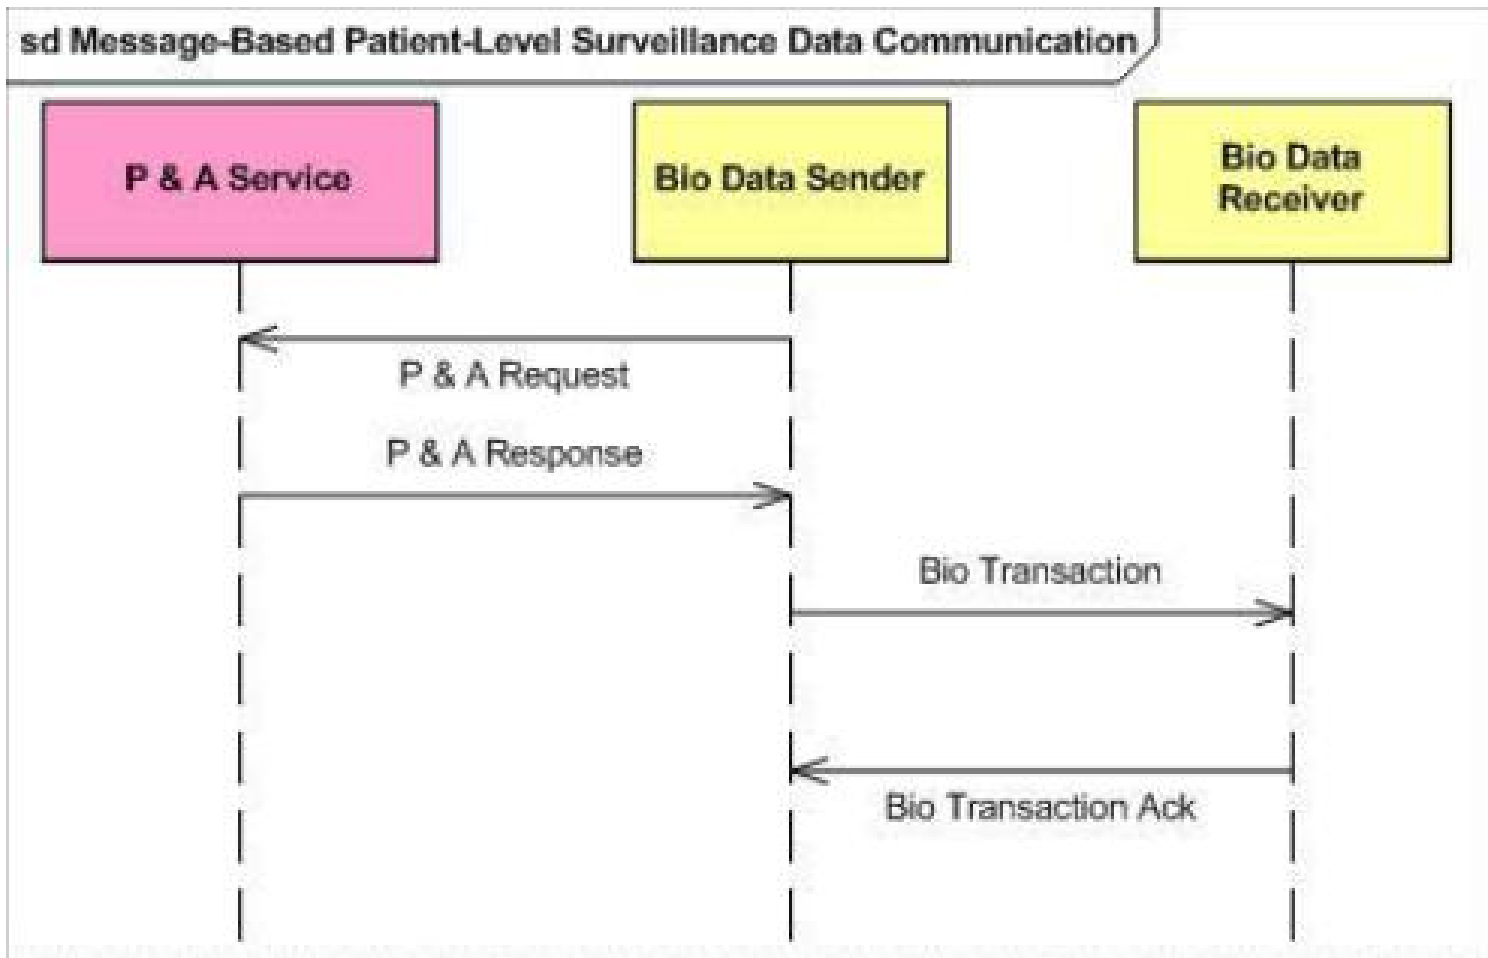 sd Message-Based Patient-Level Surveillance Data Communication
P & A Service
Bio Data Sender
Bio Data
Receiver
P & A Request
P & A Response
Bio Transaction
Bio Transaction Ack